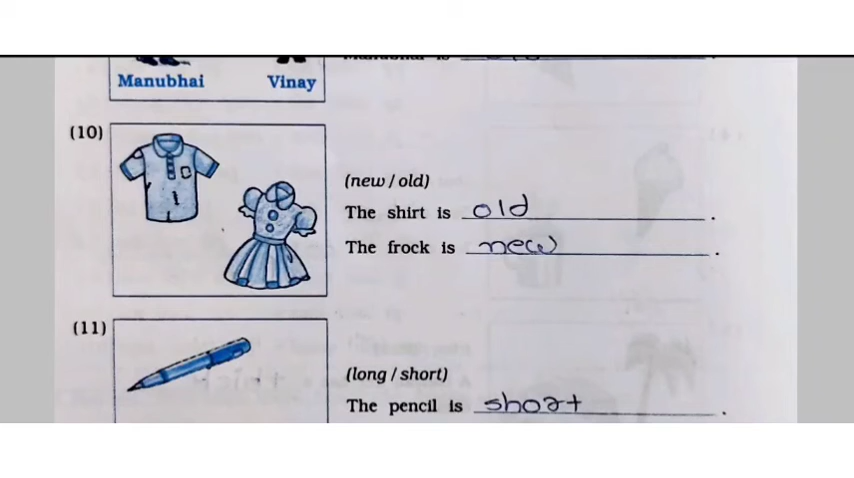 Manubhai Vinay
(10)
(new / old)
The shirt is old.
The frock is new.
(11)
(long / short)
The pencil is short.